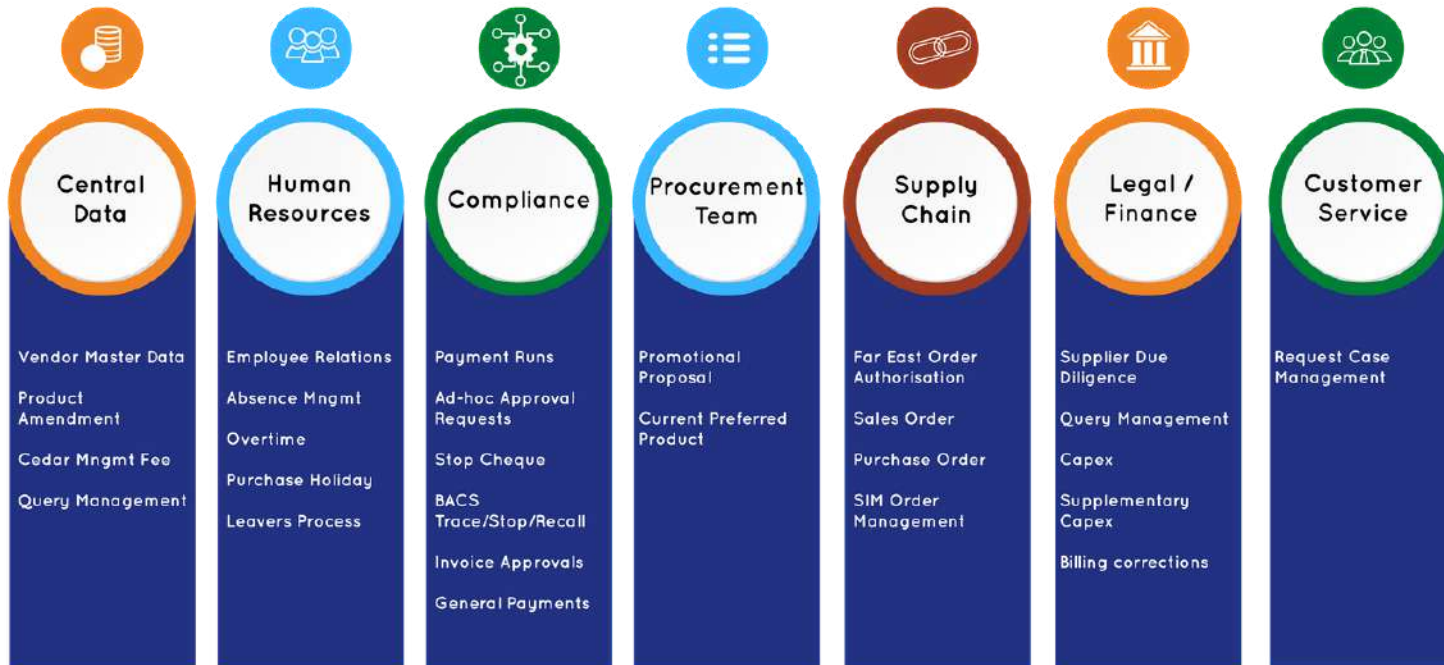 Central
Data
Vendor Master Data
Product
Amendment
Cedar Mngmt Fee
Query Management
Human
Resources
Employee Relations
Absence Mngmt
Overtime
Purchase Holiday
Leavers Process
Compliance
Payment Runs
Ad-hoc Approval
Requests
Stop Cheque
BACS
Trace/Stop/Recall
Invoice Approvals
General Payments
Procurement
Team
Promotional
Proposal
Current Preferred
Product
Supply
Chain
Far East Order
Authorisation
Sales Order
Purchase Order
SIM Order
Management
Legal /
Finance
Supplier Due
Diligence
Query Management
Capex
Supplementary
Capex
Billing corrections
Customer
Service
Request Case
Management